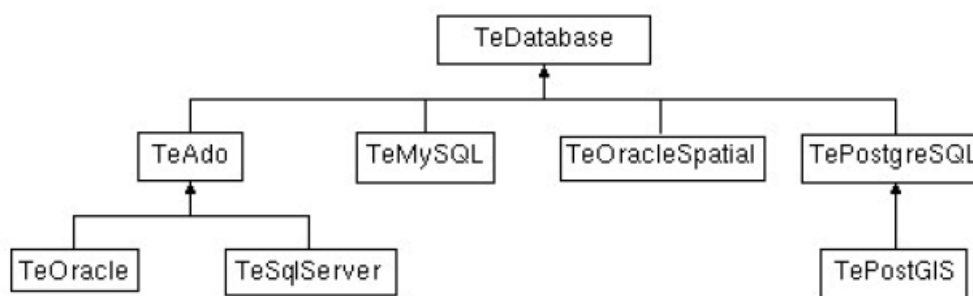 TeDatabase
TeAdo
TeMySQL
TeOracleSpatial
TePostgreSQL
TeOracle
TeSqlServer
TePostGIS